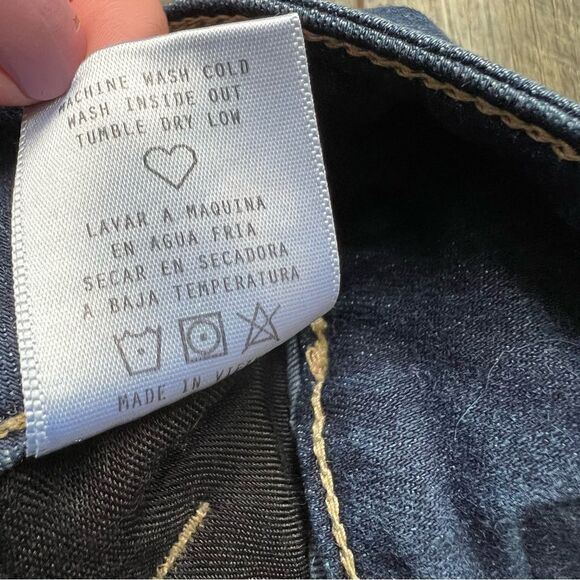 MACHINE WASH COLD
WASH INSIDE OUT
TUMBLE DRY LOW
LAVAR A MAQUINA
EN AGUA FRIA
SECAR EN SECADORA
A BAJA TEMPERATURA
MADE IN